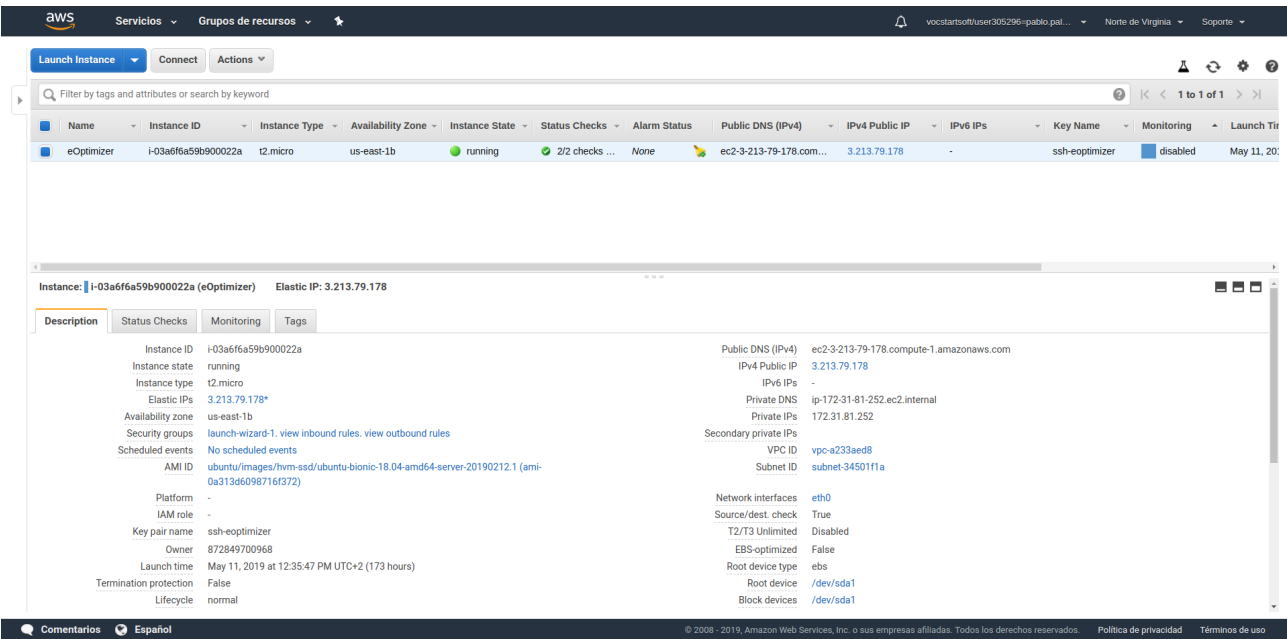 aws Servicios Grupos de recursos vocstartsoft/user305296=pablo.pal... Norte de Virginia Soporte
Launch Instance Connect Actions
Filter by tags and attributes or search by keyword 1 to 1 of 1
Name Instance ID Instance Type Availability Zone Instance State Status Checks Alarm Status Public DNS (IPv4) IPv4 Public IP IPv6 IPs Key Name Monitoring Launch Tir
eOptimizer i-03a6f6a59b900022a t2.micro us-east-1b running 2/2 checks ... None ec2-3-213-79-178.com... 3.213.79.178 - ssh-eoptimizer disabled May 11, 201
Instance: i-03a6f6a59b900022a (eOptimizer) Elastic IP: 3.213.79.178
Description Status Checks Monitoring Tags
Instance ID i-03a6f6a59b900022a Public DNS (IPv4) ec2-3-213-79-178.compute-1.amazonaws.com
Instance state running IPv4 Public IP 3.213.79.178
Instance type t2.micro IPv6 IPs -
Elastic IPs 3.213.79.178* Private DNS ip-172-31-81-252.ec2.internal
Availability zone us-east-1b Private IPs 172.31.81.252
Security groups launch-wizard-1. view inbound rules. view outbound rules Secondary private IPs
Scheduled events No scheduled events VPC ID vpc-a233aed8
AMI ID ubuntu/images/hvm-ssd/ubuntu-bionic-18.04-amd64-server-20190212.1 (ami- Subnet ID subnet-34501f1a
0a313d6098716f372)
Platform - Network interfaces eth0
IAM role - Source/dest. check True
Key pair name ssh-eoptimizer T2/T3 Unlimited Disabled
Owner 872849700968 EBS-optimized False
Launch time May 11, 2019 at 12:35:47 PM UTC+2 (173 hours) Root device type ebs
Termination protection False Root device /dev/sda1
Lifecycle normal Block devices /dev/sda1
Comentarios Español © 2008 - 2019, Amazon Web Services, Inc. o sus empresas afiliadas. Todos los derechos reservados. Política de privacidad Términos de uso